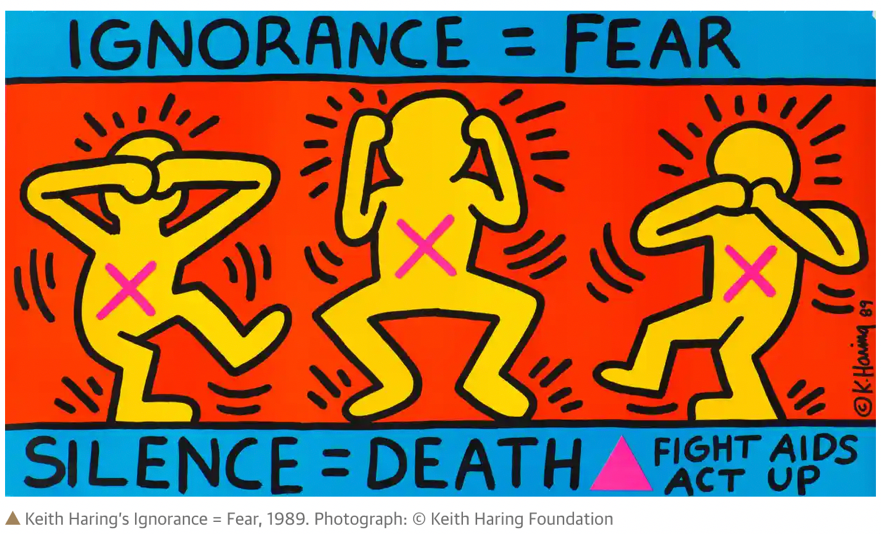 IGNORANCE = FEAR
©K·Haring 89
SILENCE = DEATH
FIGHT AIDS
ACT UP
Keith Haring's Ignorance = Fear, 1989. Photograph: © Keith Haring Foundation